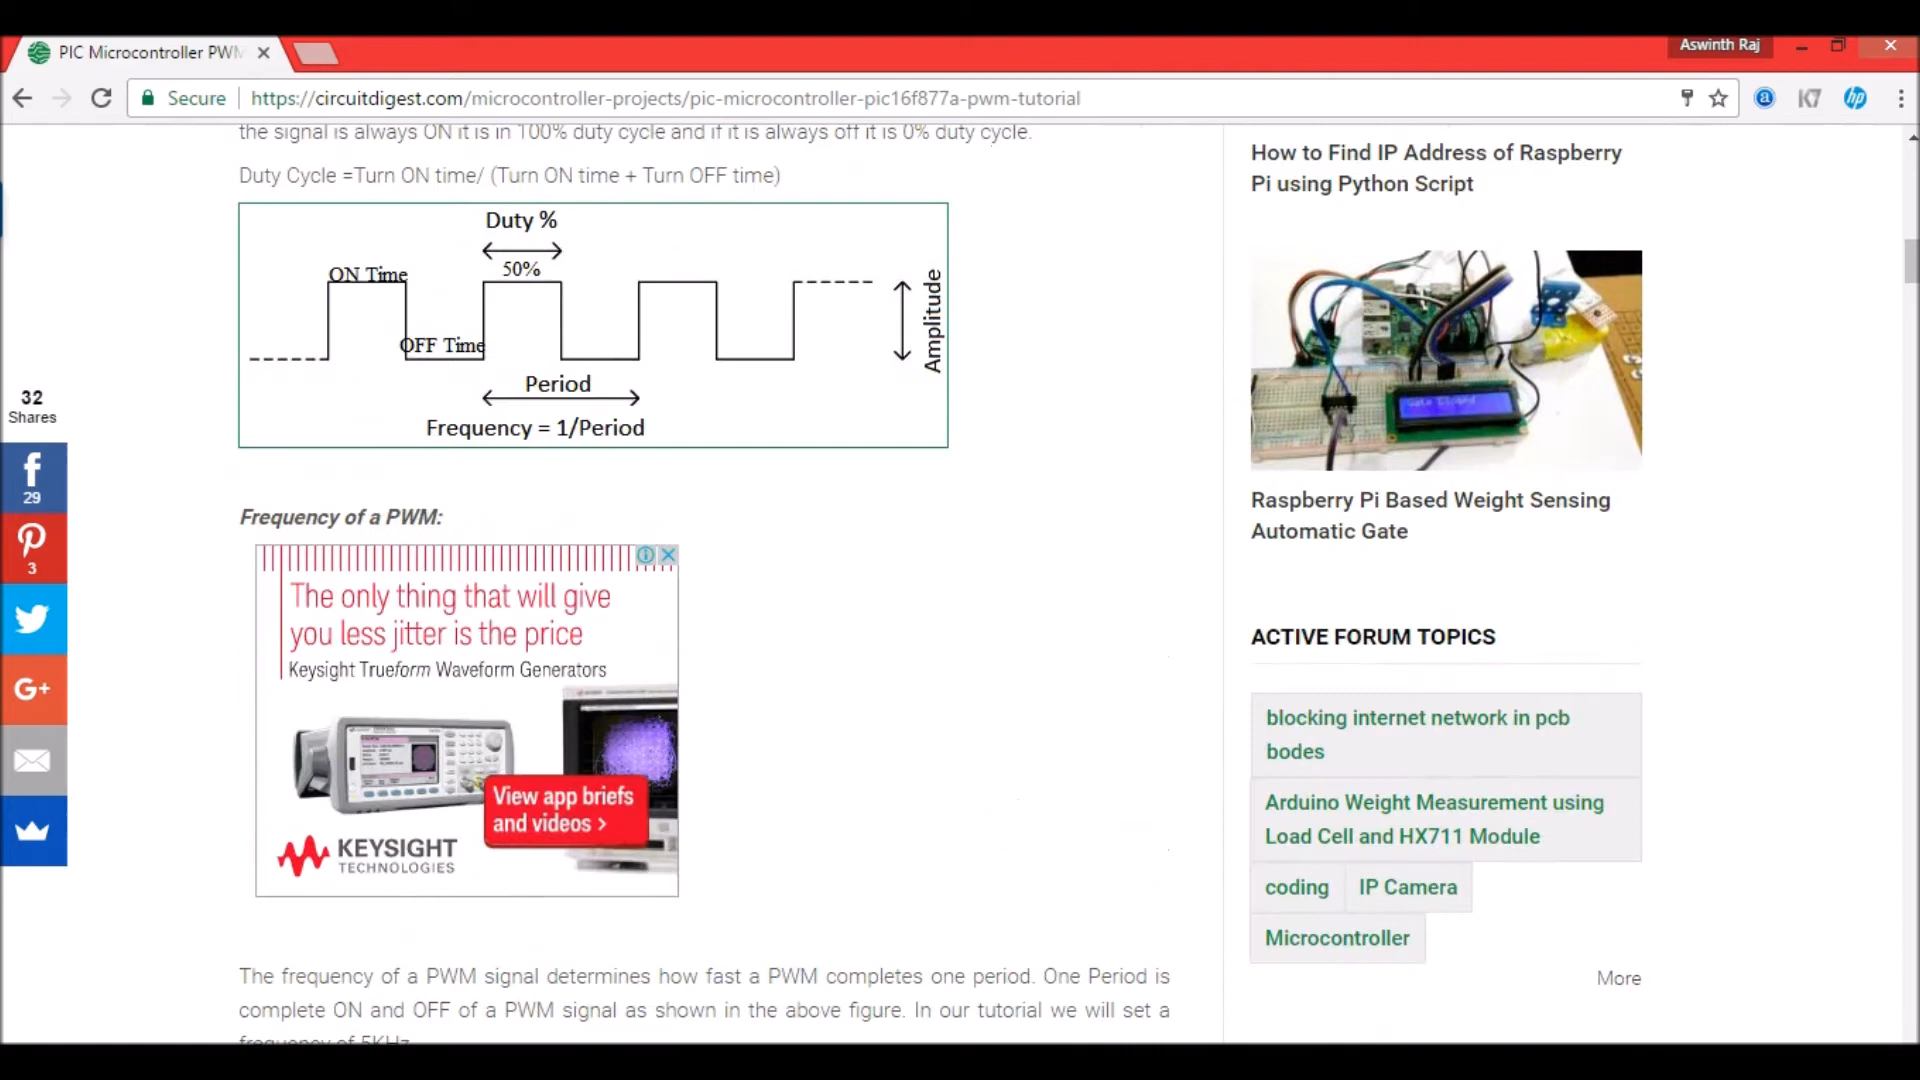 PIC Microcontroller PWM
Aswinth Raj
Secure
https://circuitdigest.com/microcontroller-projects/pic-microcontroller-pic16f877a-pwm-tutorial
K7
hp
the signal is always ON it is in 100% duty cycle and if it is always off it is 0% duty cycle.
Duty Cycle =Turn ON time/ (Turn ON time + Turn OFF time)
Duty %
50%
ON Time
OFF Time
Amplitude
Period
Frequency = 1/Period
32
Shares
29
3
G+
Frequency of a PWM:
The only thing that will give
you less jitter is the price
Keysight Trueform Waveform Generators
View app briefs
and videos >
KEYSIGHT
TECHNOLOGIES
The frequency of a PWM signal determines how fast a PWM completes one period. One Period is
complete ON and OFF of a PWM signal as shown in the above figure. In our tutorial we will set a
frequency of 5KHz.
How to Find IP Address of Raspberry
Pi using Python Script
Raspberry Pi Based Weight Sensing
Automatic Gate
ACTIVE FORUM TOPICS
blocking internet network in pcb
bodes
Arduino Weight Measurement using
Load Cell and HX711 Module
coding
IP Camera
Microcontroller
More